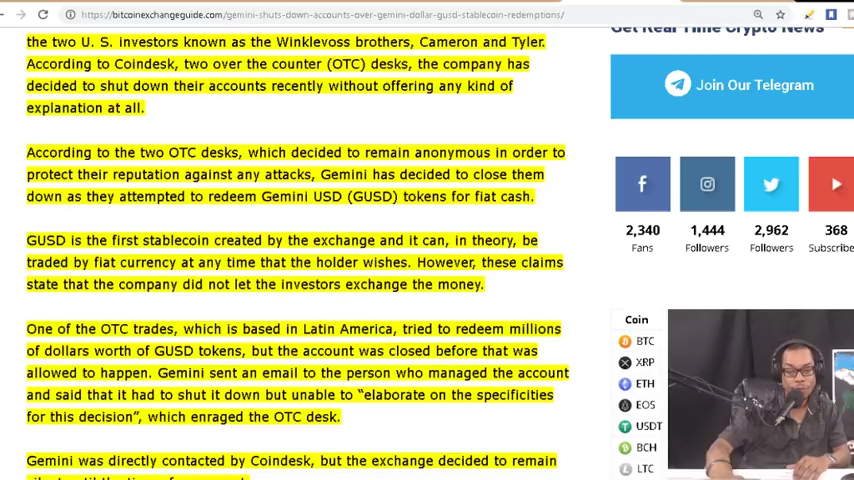 https://bitcoinexchangeguide.com/gemini-shuts-down-accounts-over-gemini-dollar-gusd-stablecoin-redemptions/
the two U. S. investors known as the Winklevoss brothers, Cameron and Tyler.
According to Coindesk, two over the counter (OTC) desks, the company has
decided to shut down their accounts recently without offering any kind of
explanation at all.
According to the two OTC desks, which decided to remain anonymous in order to
protect their reputation against any attacks, Gemini has decided to close them
down as they attempted to redeem Gemini USD (GUSD) tokens for fiat cash.
GUSD is the first stablecoin created by the exchange and it can, in theory, be
traded by fiat currency at any time that the holder wishes. However, these claims
state that the company did not let the investors exchange the money.
One of the OTC trades, which is based in Latin America, tried to redeem millions
of dollars worth of GUSD tokens, but the account was closed before that was
allowed to happen. Gemini sent an email to the person who managed the account
and said that it had to shut it down but unable to “elaborate on the specificities
for this decision”, which enraged the OTC desk.
Gemini was directly contacted by Coindesk, but the exchange decided to remain
Get Real Time Crypto News
Join Our Telegram
2,340 1,444 2,962 368
Fans Followers Followers Subscribe
Coin
BTC
XRP
ETH
EOS
USDT
BCH
LTC